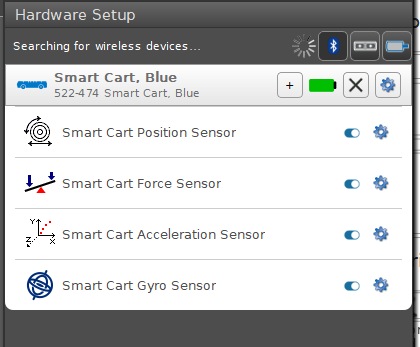 Hardware Setup
Searching for wireless devices...
Smart Cart, Blue
522-474 Smart Cart, Blue
+
Smart Cart Position Sensor
Smart Cart Force Sensor
Y
Z
X
Smart Cart Acceleration Sensor
Smart Cart Gyro Sensor